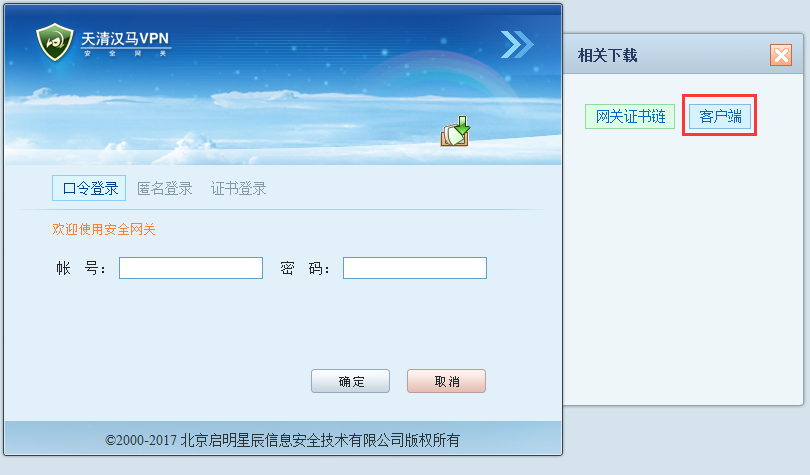 天清汉马VPN
安 全 网 关
相关下载
网关证书链 客户端
口令登录 匿名登录 证书登录
欢迎使用安全网关
帐 号： 密 码：
确定 取消
©2000-2017 北京启明星辰信息安全技术有限公司版权所有